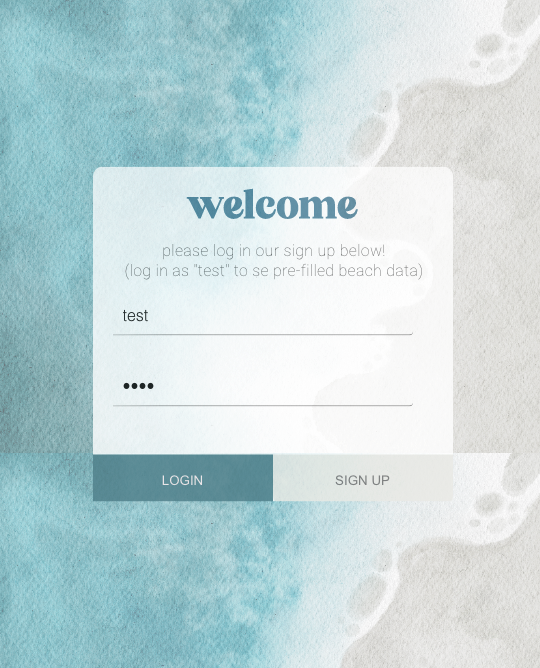 welcome
please log in our sign up below!
(log in as "test" to se pre-filled beach data)
test
••••
LOGIN
SIGN UP